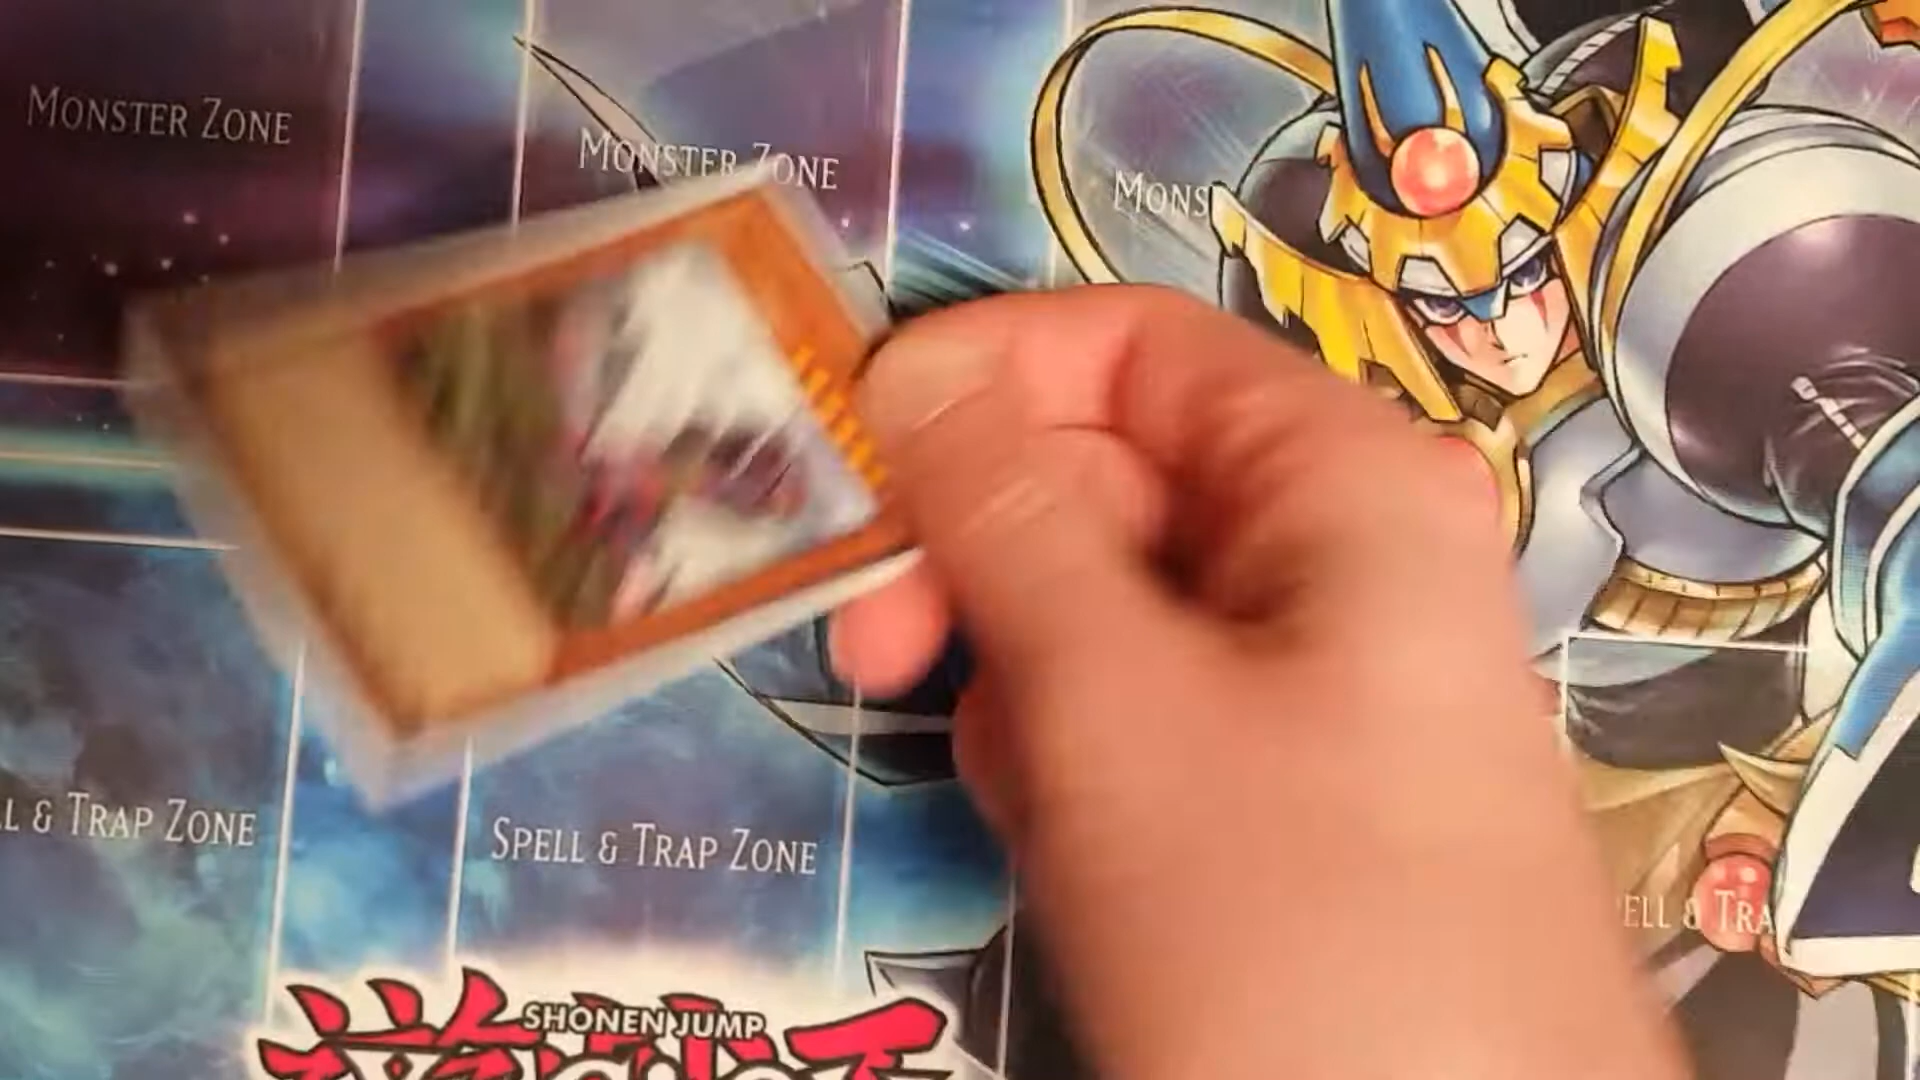 MONSTER ZONE
MONSTER ZONE
MONS
LL & TRAP ZONE
SPELL & TRAP ZONE
ELL & TRA
SHONEN JUMP